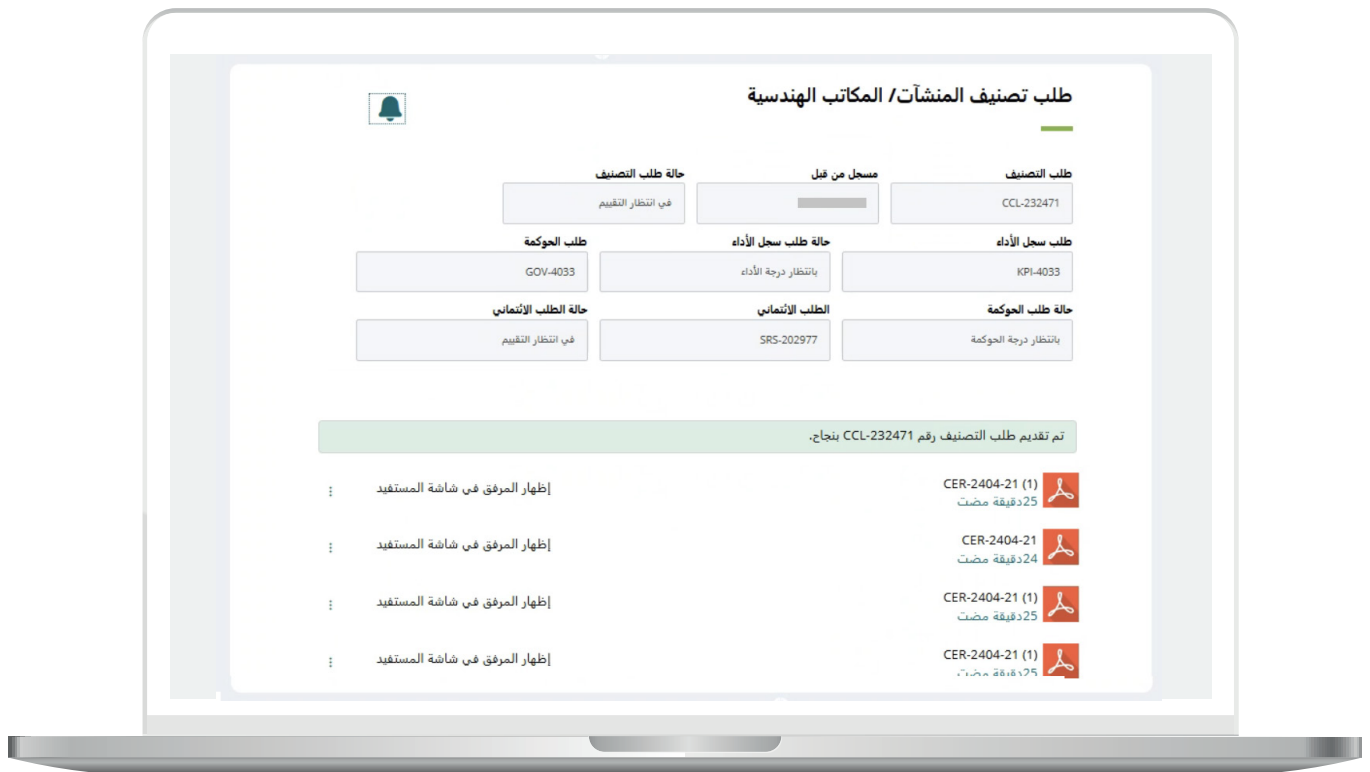 طلب تصنيف المنشآت/ المكاتب الهندسية
طلب التصنيف
مسجل من قبل
حالة طلب التصنيف
CCL-232471
في انتظار التقييم
طلب سجل الأداء
حالة طلب سجل الأداء
طلب الحوكمة
KPI-4033
بانتظار درجة الأداء
GOV-4033
حالة طلب الحوكمة
الطلب الائتماني
حالة الطلب الائتماني
بانتظار درجة الحوكمة
SRS-202977
في انتظار التقييم
تم تقديم طلب التصنيف رقم CCL-232471 بنجاح.
CER-2404-21 (1)
25دقيقة مضت
إظهار المرفق في شاشة المستفيد
CER-2404-21
24دقيقة مضت
إظهار المرفق في شاشة المستفيد
CER-2404-21 (1)
25دقيقة مضت
إظهار المرفق في شاشة المستفيد
CER-2404-21 (1)
25دقيقة مضت
إظهار المرفق في شاشة المستفيد